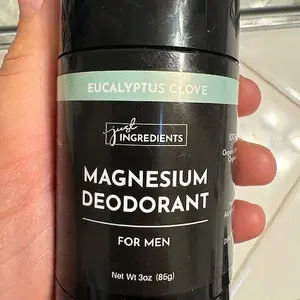 EUCALYPTUS CLOVE
just
INGREDIENTS
MAGNESIUM
DEODORANT
FOR MEN
Net Wt 3oz (85g)